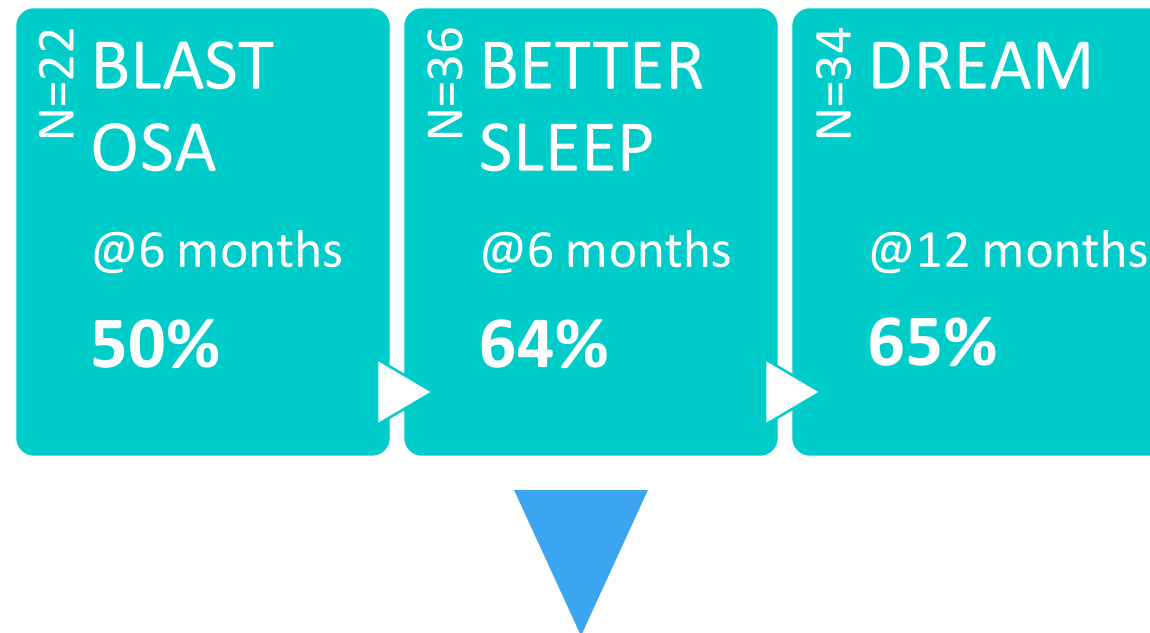 N=22
BLAST
OSA
@6 months
50%
N=36
BETTER
SLEEP
@6 months
64%
N=34
DREAM
@12 months
65%